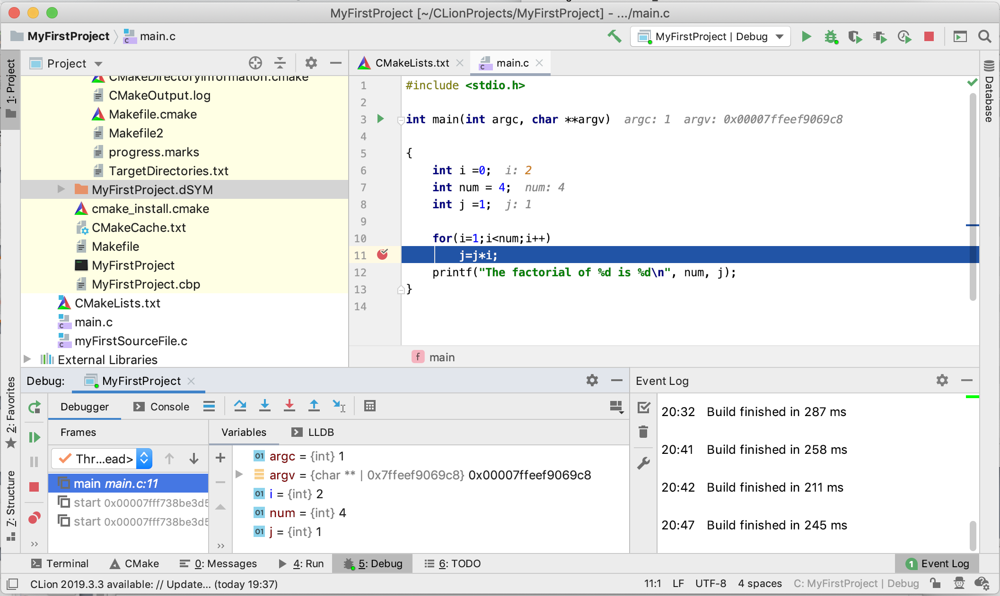 MyFirstProject [~/CLionProjects/MyFirstProject] - .../main.c
MyFirstProject main.c
MyFirstProject | Debug
1: Project
Project
CMakeDirectoryInformation.cmake
CMakeOutput.log
Makefile.cmake
Makefile2
progress.marks
TargetDirectories.txt
MyFirstProject.dSYM
cmake_install.cmake
CMakeCache.txt
Makefile
MyFirstProject
MyFirstProject.cbp
CMakeLists.txt
main.c
myFirstSourceFile.c
External Libraries
CMakeLists.txt main.c
1 #include <stdio.h>
2
3 int main(int argc, char **argv) argc: 1 argv: 0x00007ffeef9069c8
4
5 {
6 int i =0; i: 2
7 int num = 4; num: 4
8 int j =1; j: 1
9
10 for(i=1;i<num;i++)
11 j=j*i;
12 printf("The factorial of %d is %d\n", num, j);
13 }
14
f main
Database
2: Favorites
7: Structure
Debug: MyFirstProject
Debugger Console
Frames
Thr...ead>
main main.c:11
start 0x00007fff738be3d5
start 0x00007fff738be3d5
Variables LLDB
01 argc = {int} 1
argv = {char ** | 0x7ffeef9069c8} 0x00007ffeef9069c8
01 i = {int} 2
01 num = {int} 4
01 j = {int} 1
Event Log
20:32 Build finished in 287 ms
20:41 Build finished in 258 ms
20:42 Build finished in 211 ms
20:47 Build finished in 245 ms
Terminal CMake 0: Messages 4: Run 5: Debug 6: TODO 1 Event Log
CLion 2019.3.3 available: // Update... (today 19:37) 11:1 LF UTF-8 4 spaces C: MyFirstProject | Debug